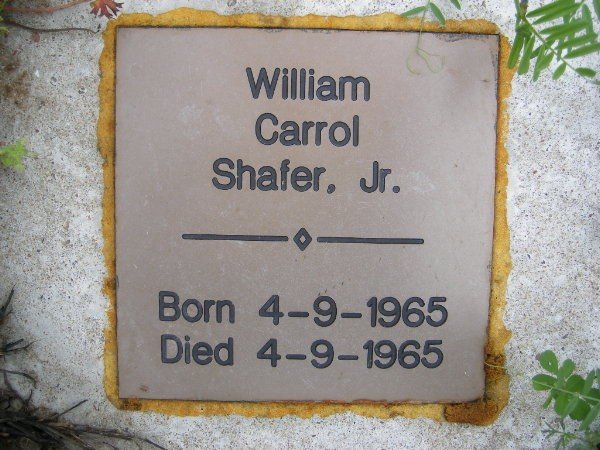 William
Carrol
Shafer, Jr.
Born 4-9-1965
Died 4-9-1965